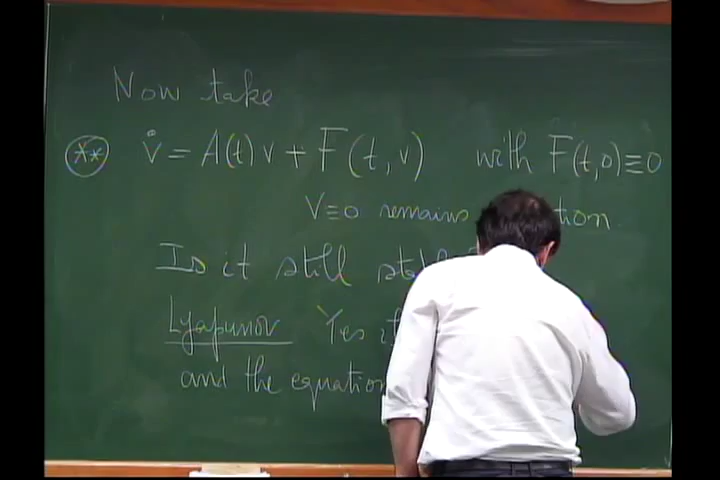 Now take
** v̇ = A(t)v + F(t, v) with F(t,0)≡0
V≡0 remains
Is it still
Lyapunov Yes
and the equation